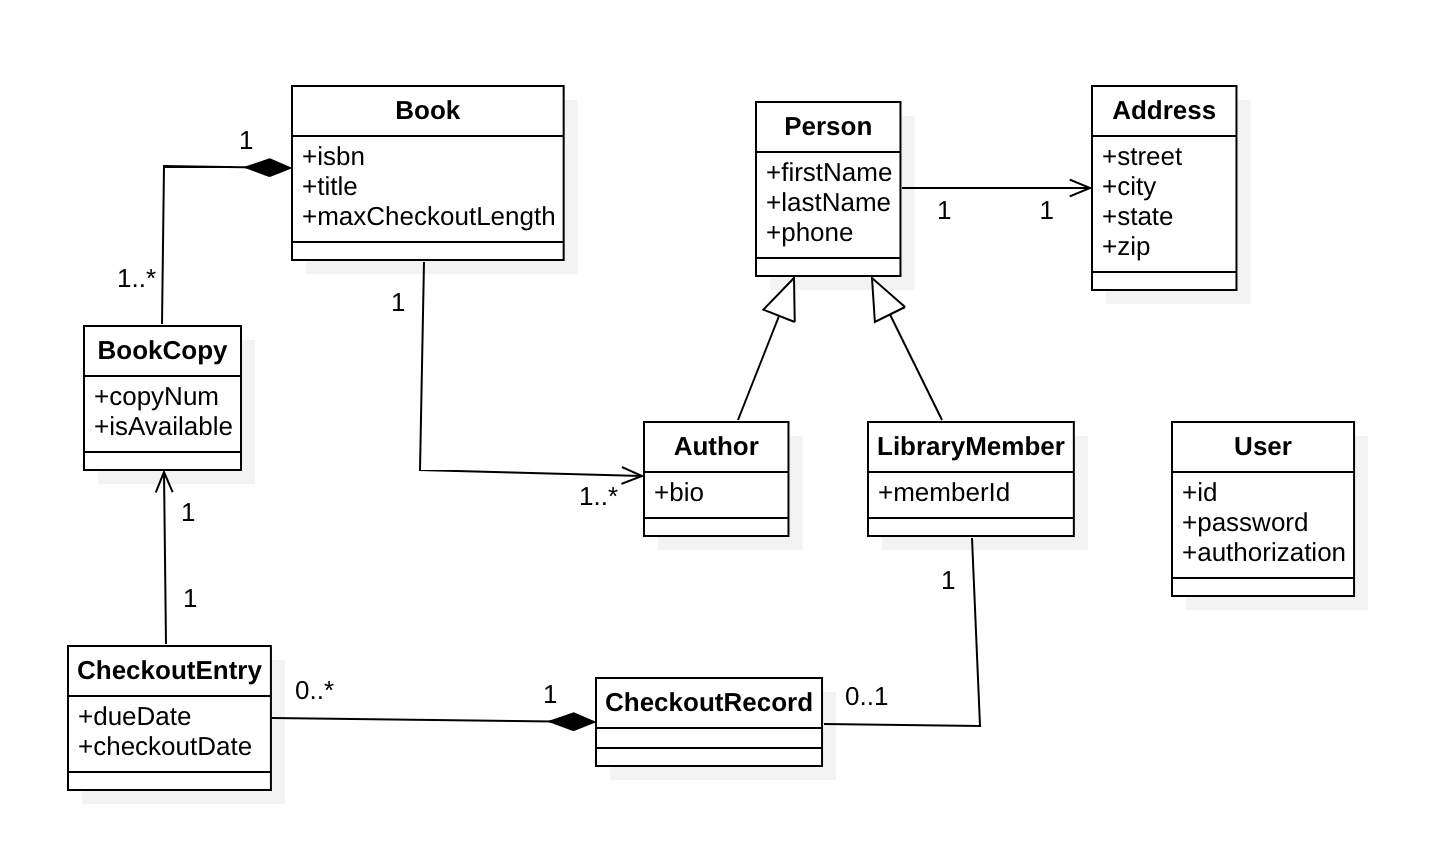 Book
+isbn
+title
+maxCheckoutLength
1
1..*
1
1..*
Person
+firstName
+lastName
+phone
1
1
Address
+street
+city
+state
+zip
BookCopy
+copyNum
+isAvailable
1
1
Author
+bio
LibraryMember
+memberId
1
0..1
User
+id
+password
+authorization
CheckoutEntry
+dueDate
+checkoutDate
0..*
1
CheckoutRecord